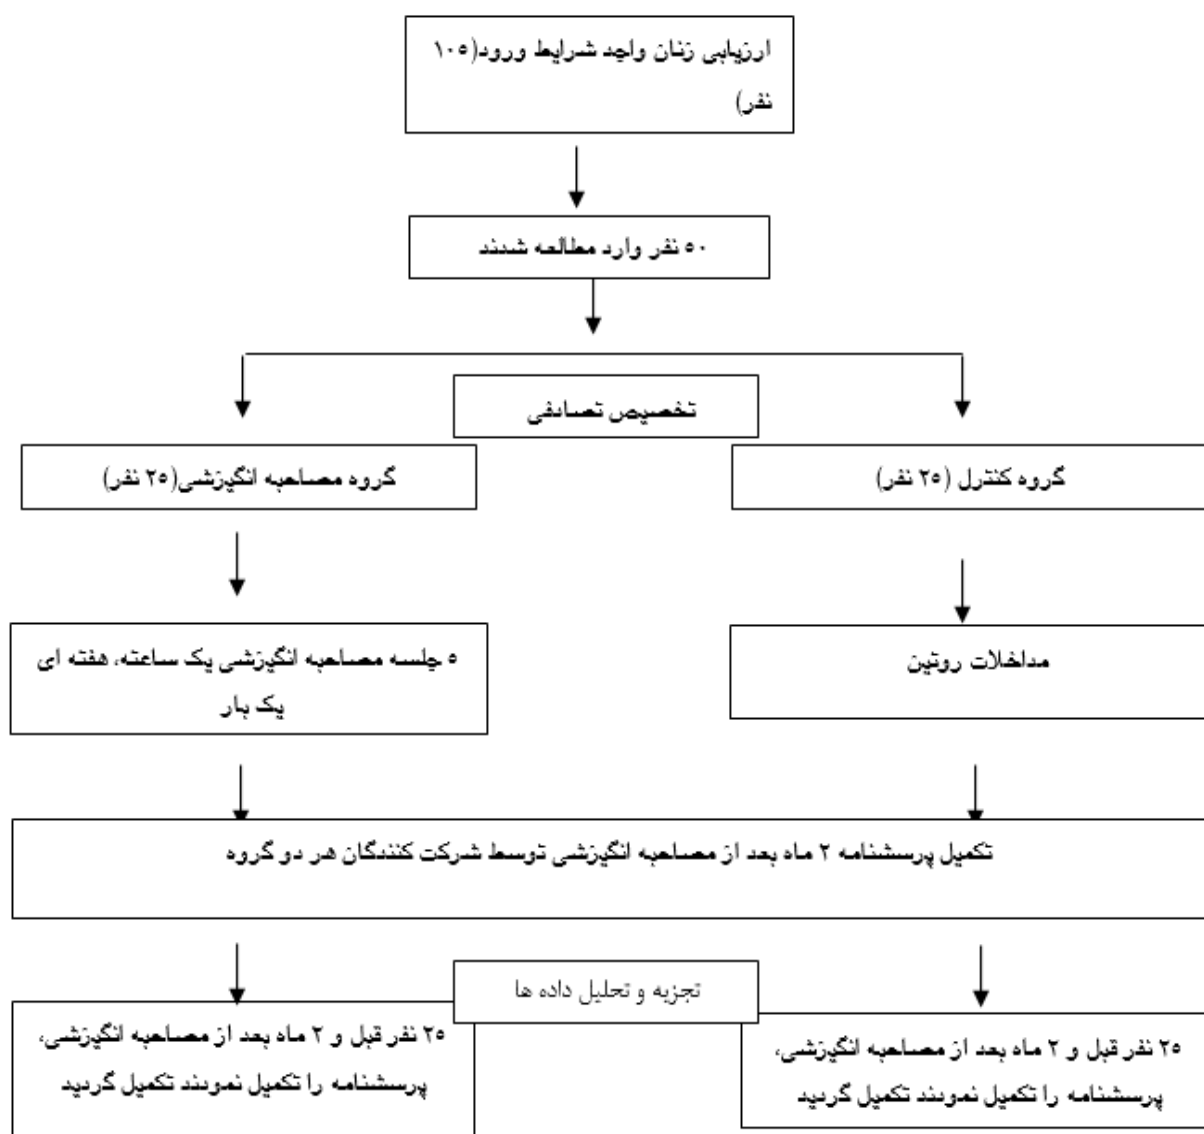 ارزیابی زنان واجد شرایط ورود(۱۰۵
نفر)
۵۰ نفر وارد مطالعه شدند
تخصیص تصادفی
گروه کنترل (۲۵ نفر)
گروه مصاحبه انگیزشی(۲۵ نفر)
مداخلات روتین
۵ جلسه مصاحبه انگیزشی یک ساعته، هفته ای
یک بار
تکمیل پرسشنامه ۲ ماه بعد از مصاحبه انگیزشی توسط شرکت کنندگان هر دو گروه
تجزیه و تحلیل داده ها
۲۵ نفر قبل و ۲ ماه بعد از مصاحبه انگیزشی،
پرسشنامه را تکمیل نمودند تکمیل گردید
۲۵ نفر قبل و ۲ ماه بعد از مصاحبه انگیزشی،
پرسشنامه را تکمیل نمودند تکمیل گردید